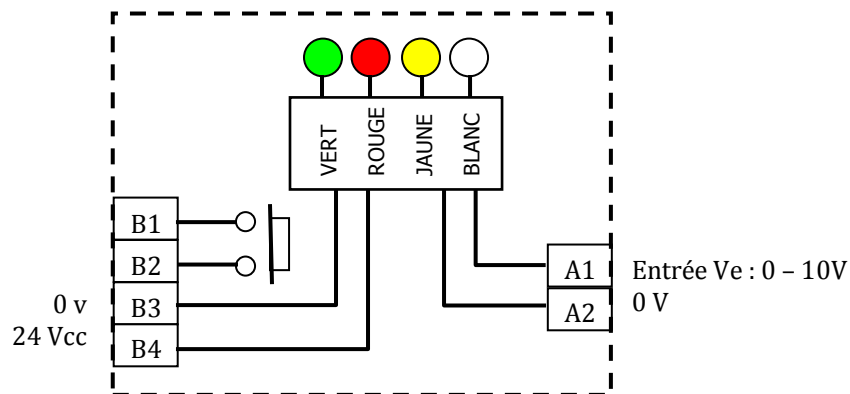 VERT
ROUGE
JAUNE
BLANC
B1
B2
0 v B3
24 Vcc B4
A1 Entrée Ve : 0 – 10V
A2 0 V